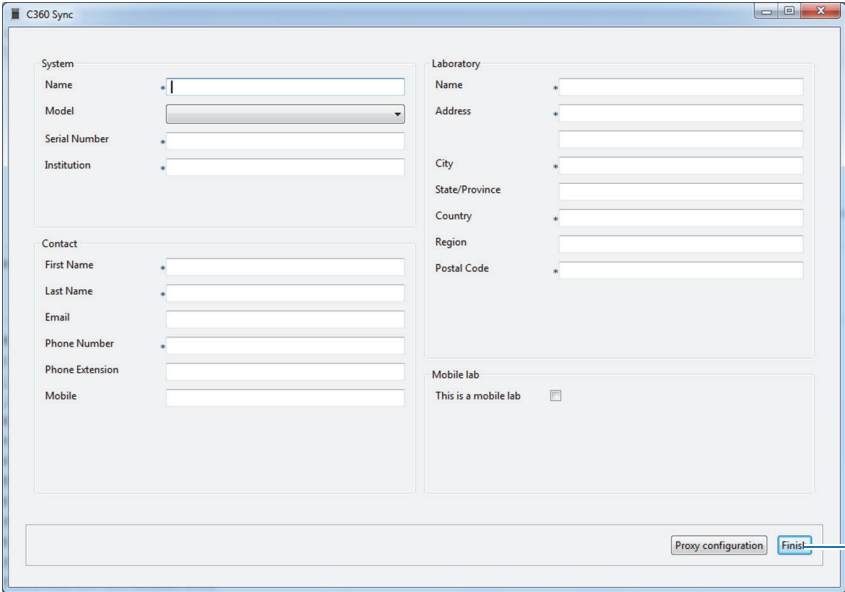 C360 Sync
System
Name *
Model
Serial Number *
Institution *
Contact
First Name *
Last Name *
Email
Phone Number *
Phone Extension
Mobile
Laboratory
Name *
Address *
City *
State/Province
Country *
Region
Postal Code *
Mobile lab
This is a mobile lab
Proxy configuration Finish